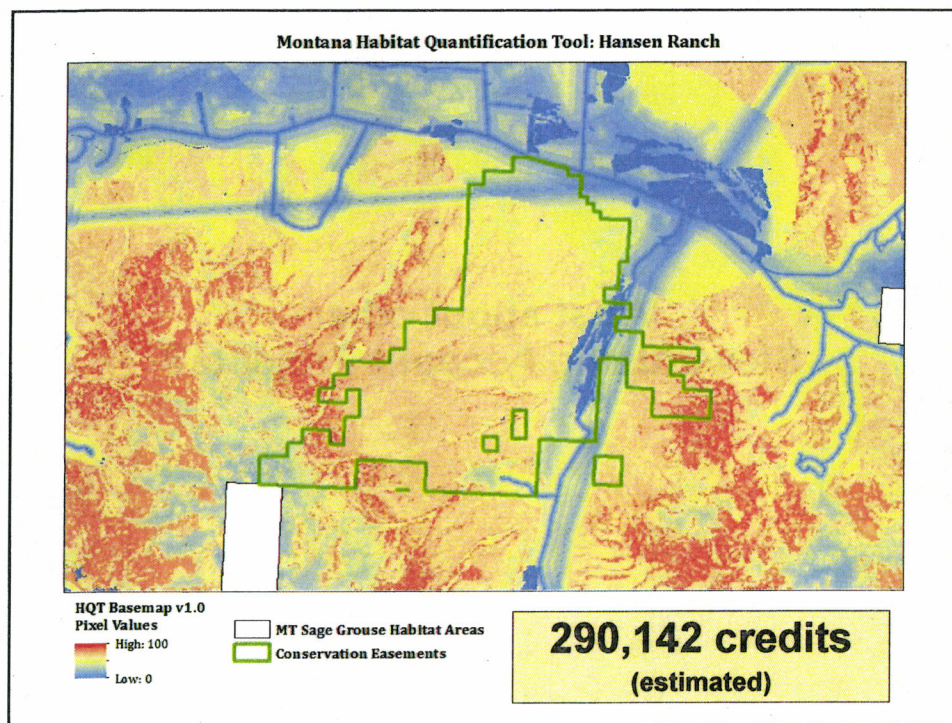 Montana Habitat Quantification Tool: Hansen Ranch
HQT Basemap v1.0
Pixel Values
High: 100
Low: 0
MT Sage Grouse Habitat Areas
Conservation Easements
290,142 credits
(estimated)